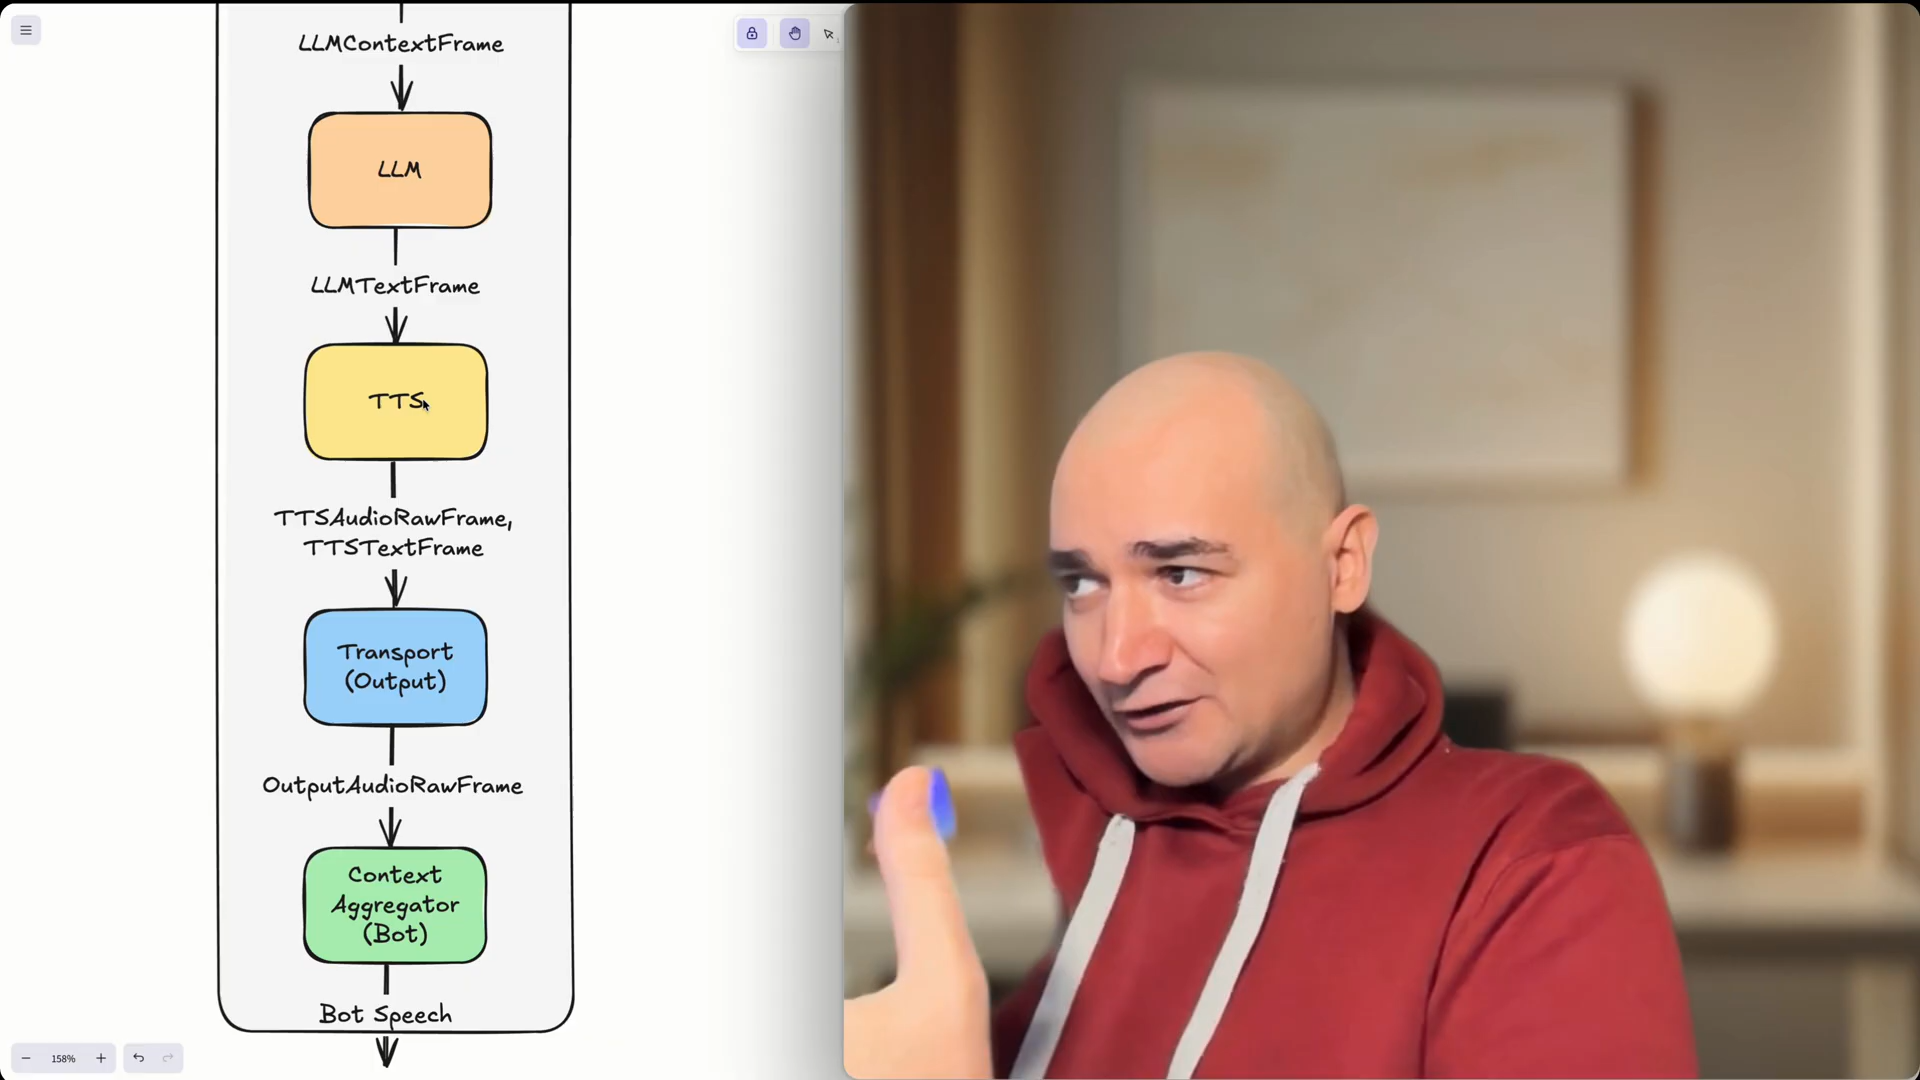 LLMContextFrame
LLM
LLMTextFrame
TTS
TTSAudioRawFrame,
TTSTextFrame
Transport
(Output)
OutputAudioRawFrame
Context
Aggregator
(Bot)
Bot Speech
158%